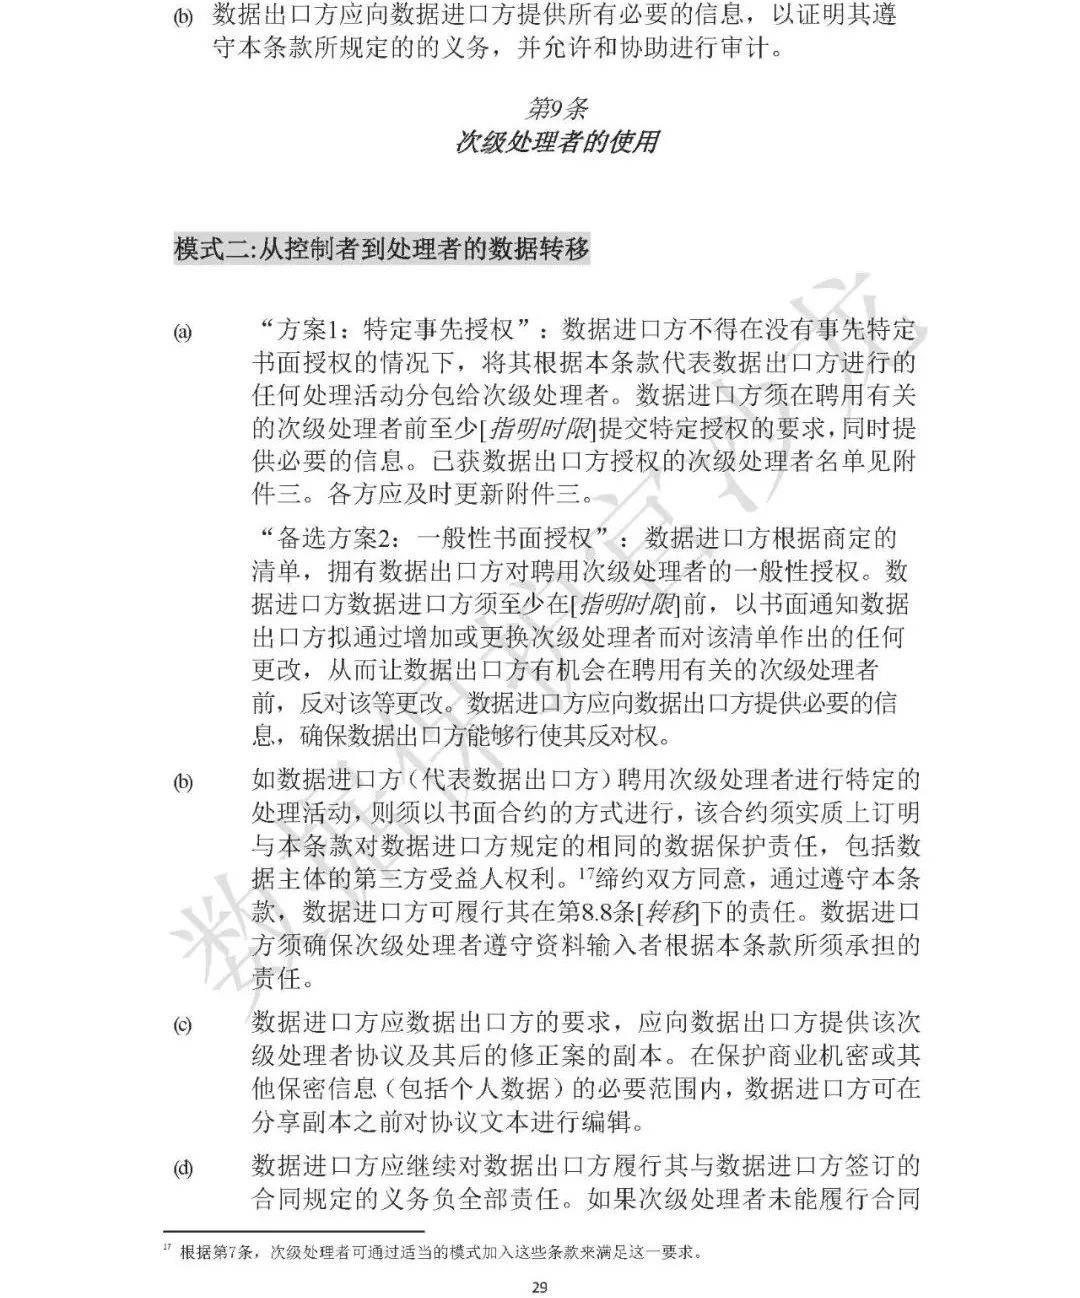 (b) 数据出口方应向数据进口方提供所有必要的信息，以证明其遵
守本条款所规定的的义务，并允许和协助进行审计。
第9条
次级处理者的使用
模式二:从控制者到处理者的数据转移
(a) “方案1：特定事先授权”：数据进口方不得在没有事先特定
书面授权的情况下，将其根据本条款代表数据出口方进行的
任何处理活动分包给次级处理者。数据进口方须在聘用有关
的次级处理者前至少[指明时限]提交特定授权的要求，同时提
供必要的信息。已获数据出口方授权的次级处理者名单见附
件三。各方应及时更新附件三。
“备选方案2：一般性书面授权”：数据进口方根据商定的
清单，拥有数据出口方对聘用次级处理者的一般性授权。数
据进口方数据进口方须至少在[指明时限]前，以书面通知数据
出口方拟通过增加或更换次级处理者而对该清单作出的任何
更改，从而让数据出口方有机会在聘用有关的次级处理者
前，反对该等更改。数据进口方应向数据出口方提供必要的信
息，确保数据出口方能够行使其反对权。
(b) 如数据进口方（代表数据出口方）聘用次级处理者进行特定的
处理活动，则须以书面合约的方式进行，该合约须实质上订明
与本条款对数据进口方规定的相同的数据保护责任，包括数
据主体的第三方受益人权利。17缔约双方同意，通过遵守本条
款，数据进口方可履行其在第8.8条[转移]下的责任。数据进口
方须确保次级处理者遵守资料输入者根据本条款所须承担的
责任。
(c) 数据进口方应数据出口方的要求，应向数据出口方提供该次
级处理者协议及其后的修正案的副本。在保护商业机密或其
他保密信息（包括个人数据）的必要范围内，数据进口方可在
分享副本之前对协议文本进行编辑。
(d) 数据进口方应继续对数据出口方履行其与数据进口方签订的
合同规定的义务负全部责任。如果次级处理者未能履行合同
17 根据第7条，次级处理者可通过适当的模式加入这些条款来满足这一要求。
29
数据保护官沙龙